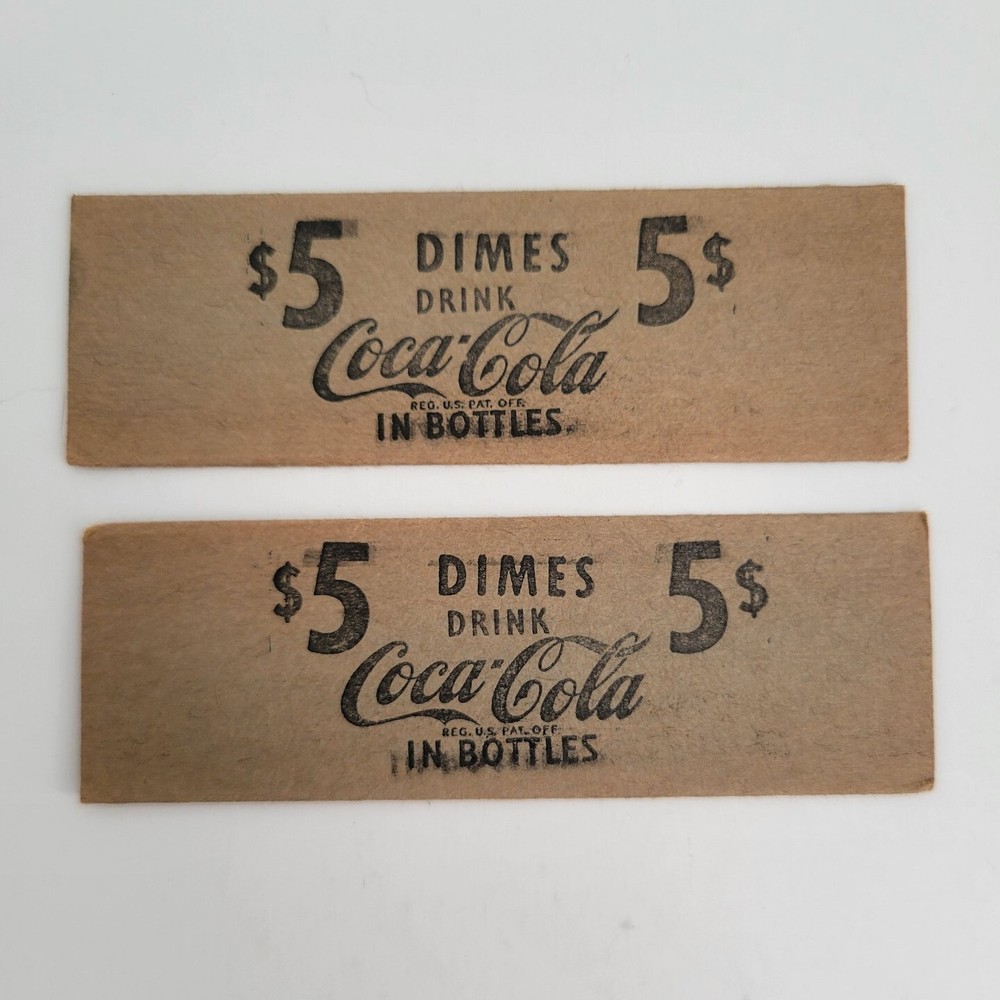 $5 DIMES 5$
DRINK
Coca-Cola
REG. U.S. PAT. OFF.
IN BOTTLES
$5 DIMES 5$
DRINK
Coca-Cola
REG. U.S. PAT. OFF.
IN BOTTLES